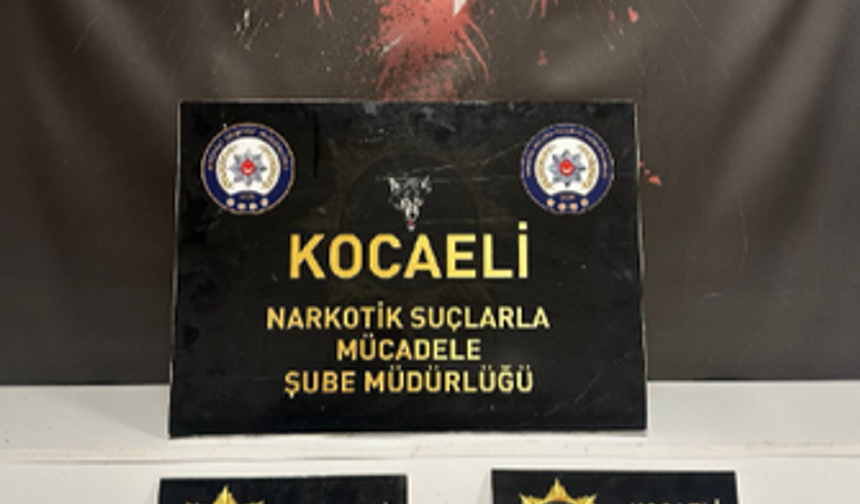 KOCAELİ
NARKOTİK SUÇLARLA
MÜCADELE
ŞUBE MÜDÜRLÜĞÜ